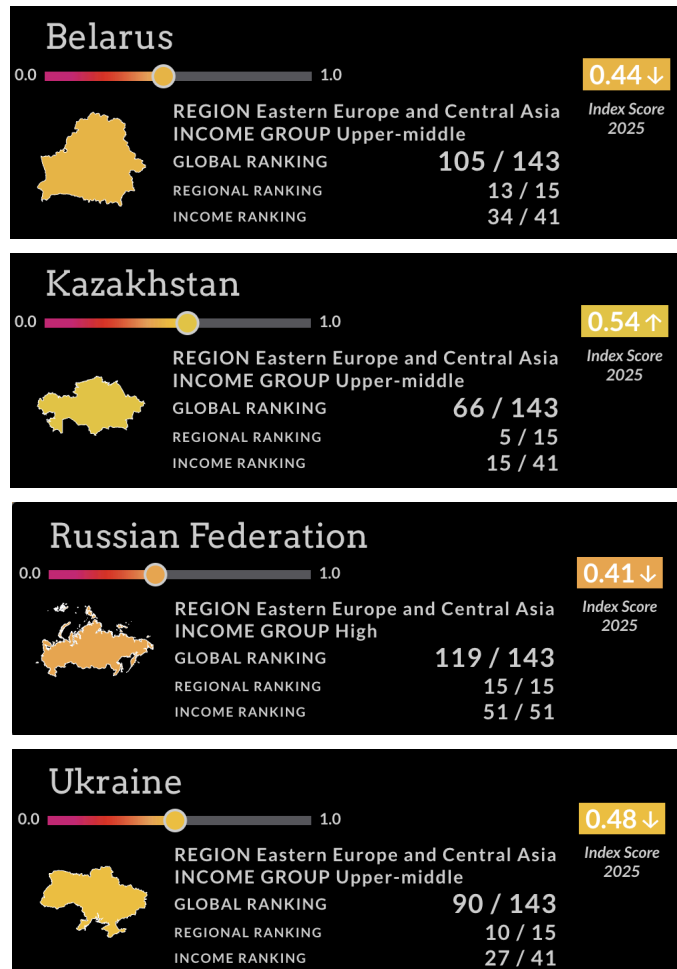 Belarus
0.0 1.0 0.44↓
REGION Eastern Europe and Central Asia Index Score
INCOME GROUP Upper-middle 2025
GLOBAL RANKING 105 / 143
REGIONAL RANKING 13 / 15
INCOME RANKING 34 / 41
Kazakhstan
0.0 1.0 0.54↑
REGION Eastern Europe and Central Asia Index Score
INCOME GROUP Upper-middle 2025
GLOBAL RANKING 66 / 143
REGIONAL RANKING 5 / 15
INCOME RANKING 15 / 41
Russian Federation
0.0 1.0 0.41↓
REGION Eastern Europe and Central Asia Index Score
INCOME GROUP High 2025
GLOBAL RANKING 119 / 143
REGIONAL RANKING 15 / 15
INCOME RANKING 51 / 51
Ukraine
0.0 1.0 0.48↓
REGION Eastern Europe and Central Asia Index Score
INCOME GROUP Upper-middle 2025
GLOBAL RANKING 90 / 143
REGIONAL RANKING 10 / 15
INCOME RANKING 27 / 41